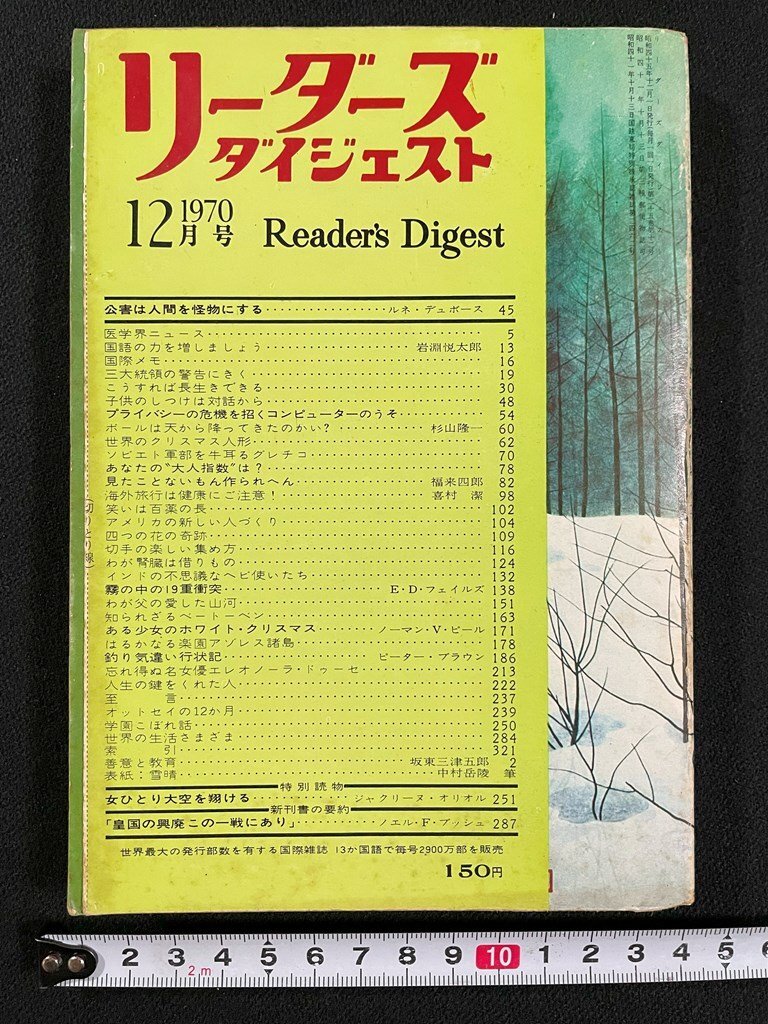 リーダーズ
ダイジェスト
1970
12月号 Reader's Digest
公害は人間を怪物にする‥‥‥‥‥ルネ・デュボース 45
医学界ニュース‥‥‥‥‥ 5
国語の力を増しましょう‥‥‥‥‥岩淵悦太郎 13
国際メモ‥‥‥‥‥ 16
三大統領の警告にきく‥‥‥‥‥ 19
こうすれば長生きできる‥‥‥‥‥ 30
子供のしつけは対話から‥‥‥‥‥ 48
プライバシーの危機を招くコンピューターのうそ‥‥‥‥‥ 54
ボールは天から降ってきたのかい?‥‥‥‥‥杉山隆一 60
世界のクリスマス人形‥‥‥‥‥ 62
ソビエト軍部を牛耳るグレチコ‥‥‥‥‥ 70
あなたの"大人指数"は?‥‥‥‥‥ 78
見たことないもん作られへん‥‥‥‥‥福来四郎 82
海外旅行は健康にご注意!‥‥‥‥‥喜村 潔 98
笑いは百薬の長‥‥‥‥‥ 102
アメリカの新しい人づくり‥‥‥‥‥ 104
四つの花の奇跡‥‥‥‥‥ 109
切手の楽しい集め方‥‥‥‥‥ 116
わが腎臓は借りもの‥‥‥‥‥ 124
インドの不思議なヘビ使いたち‥‥‥‥‥ 132
霧の中の19重衝突‥‥‥‥‥E・D・フェイルズ 138
わが父の愛した山河‥‥‥‥‥ 151
知られざるベートーベン‥‥‥‥‥ 163
ある少女のホワイト・クリスマス‥‥‥‥‥ノーマン・V・ピール 171
はるかなる楽園アゾレス諸島‥‥‥‥‥ 178
釣り気違い行状記‥‥‥‥‥ピーター・ブラウン 186
忘れ得ぬ名女優エレオノーラ・ドゥーセ‥‥‥‥‥ 213
人生の鍵をくれた人‥‥‥‥‥ 222
至 言‥‥‥‥‥ 237
オットセイの12か月‥‥‥‥‥ 239
学園こぼれ話‥‥‥‥‥ 250
世界の生活さまざま‥‥‥‥‥ 284
索 引‥‥‥‥‥ 321
善意と教育‥‥‥‥‥坂東三津五郎 2
表紙:雪晴‥‥‥‥‥中村岳陵 筆
特別読物
女ひとり大空を翔ける‥‥‥‥‥ジャクリーヌ・オリオル 251
新刊書の要約
「皇国の興廃この一戦にあり」‥‥‥‥‥ノエル・F・ブッシュ 287
世界最大の発行部数を有する国際雑誌 13か国語で毎号2900万部を販売
150円
(切りとり線)
2 3 4 5 6 7 8 9 10 1 2 3 4 5 6
2m